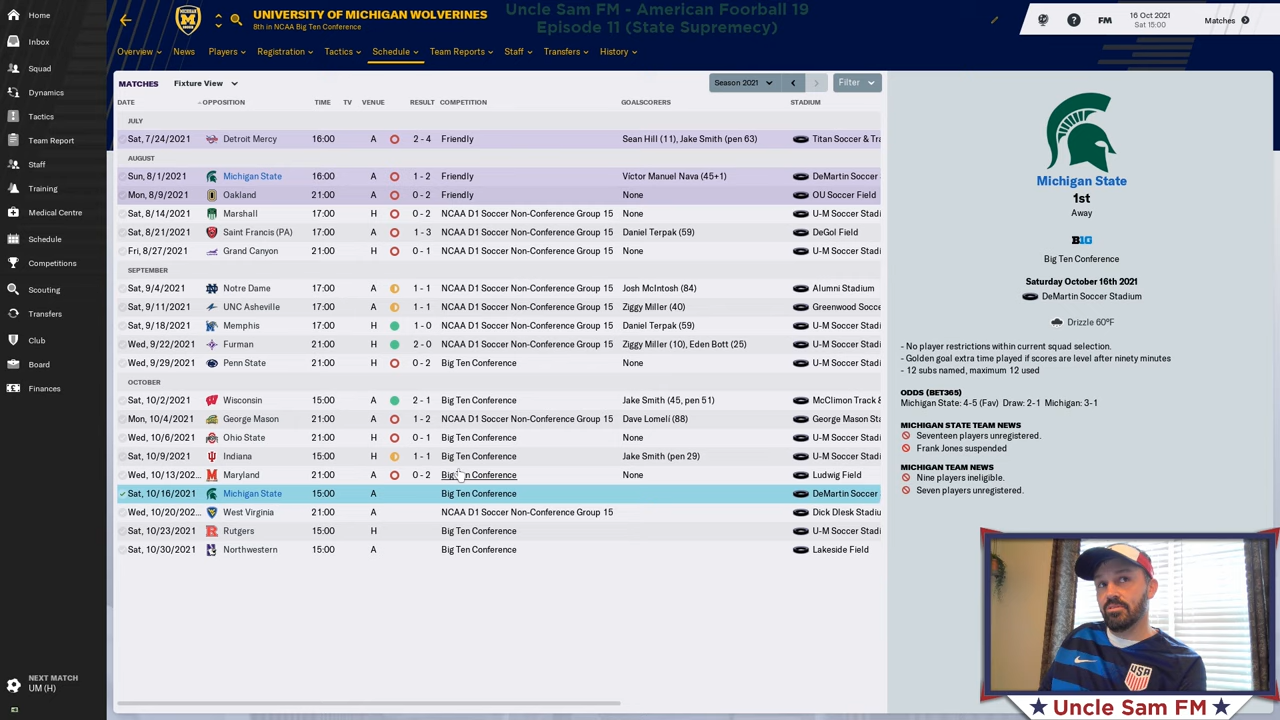 Home
Inbox
Squad
Dynamics
Tactics
Team Report
Staff
Training
Medical Centre
Schedule
Competitions
Scouting
Transfers
Club
Board
Finances
NEXT MATCH
UM (H)
UNIVERSITY OF MICHIGAN WOLVERINES
8th in NCAA Big Ten Conference
Uncle Sam FM - American Foorball 19
Episode 11 (State Supremecy)
FM
16 Oct 2021
Sat 15:00
Matches
Overview News Players Registration Tactics Schedule Team Reports Staff Transfers History
MATCHES Fixture View Season 2021 Filter
DATE OPPOSITION TIME TV VENUE RESULT COMPETITION GOALSCORERS STADIUM
JULY
Sat, 7/24/2021 Detroit Mercy 16:00 A 2 - 4 Friendly Sean Hill (11), Jake Smith (pen 63) Titan Soccer & Tra
AUGUST
Sun, 8/1/2021 Michigan State 16:00 A 1 - 2 Friendly Víctor Manuel Nava (45+1) DeMartin Soccer
Mon, 8/9/2021 Oakland 21:00 A 0 - 2 Friendly None OU Soccer Field
Sat, 8/14/2021 Marshall 17:00 H 0 - 2 NCAA D1 Soccer Non-Conference Group 15 None U-M Soccer Stadi
Sat, 8/21/2021 Saint Francis (PA) 17:00 A 1 - 3 NCAA D1 Soccer Non-Conference Group 15 Daniel Terpak (59) DeGol Field
Fri, 8/27/2021 Grand Canyon 21:00 H 0 - 1 NCAA D1 Soccer Non-Conference Group 15 None U-M Soccer Stadi
SEPTEMBER
Sat, 9/4/2021 Notre Dame 17:00 A 1 - 1 NCAA D1 Soccer Non-Conference Group 15 Josh McIntosh (84) Alumni Stadium
Sat, 9/11/2021 UNC Asheville 17:00 A 1 - 1 NCAA D1 Soccer Non-Conference Group 15 Ziggy Miller (40) Greenwood Socce
Sat, 9/18/2021 Memphis 17:00 H 1 - 0 NCAA D1 Soccer Non-Conference Group 15 Daniel Terpak (59) U-M Soccer Stadi
Wed, 9/22/2021 Furman 21:00 H 2 - 0 NCAA D1 Soccer Non-Conference Group 15 Ziggy Miller (10), Eden Bott (25) U-M Soccer Stadi
Wed, 9/29/2021 Penn State 21:00 H 0 - 2 Big Ten Conference None U-M Soccer Stadi
OCTOBER
Sat, 10/2/2021 Wisconsin 15:00 A 2 - 1 Big Ten Conference Jake Smith (45, pen 51) McClimon Track &
Mon, 10/4/2021 George Mason 21:00 A 1 - 2 NCAA D1 Soccer Non-Conference Group 15 Dave Lomelí (88) George Mason Sta
Wed, 10/6/2021 Ohio State 21:00 H 0 - 1 Big Ten Conference None U-M Soccer Stadi
Sat, 10/9/2021 Indiana 15:00 H 1 - 1 Big Ten Conference Jake Smith (pen 29) U-M Soccer Stadi
Wed, 10/13/202... Maryland 21:00 A 0 - 2 Big Ten Conference None Ludwig Field
Sat, 10/16/2021 Michigan State 15:00 A Big Ten Conference DeMartin Soccer
Wed, 10/20/202... West Virginia 21:00 A NCAA D1 Soccer Non-Conference Group 15 Dick Dlesk Stadiu
Sat, 10/23/2021 Rutgers 15:00 H Big Ten Conference U-M Soccer Stadi
Sat, 10/30/2021 Northwestern 15:00 A Big Ten Conference Lakeside Field
Michigan State
1st
Away
B1G
Big Ten Conference
Saturday October 16th 2021
DeMartin Soccer Stadium
Drizzle 60ºF
- No player restrictions within current squad selection.
- Golden goal extra time played if scores are level after ninety minutes
- 12 subs named, maximum 12 used
ODDS (BET365)
Michigan State: 4-5 (Fav) Draw: 2-1 Michigan: 3-1
MICHIGAN STATE TEAM NEWS
Seventeen players unregistered.
Frank Jones suspended
MICHIGAN TEAM NEWS
Nine players ineligible.
Seven players unregistered.
USA
Uncle Sam FM